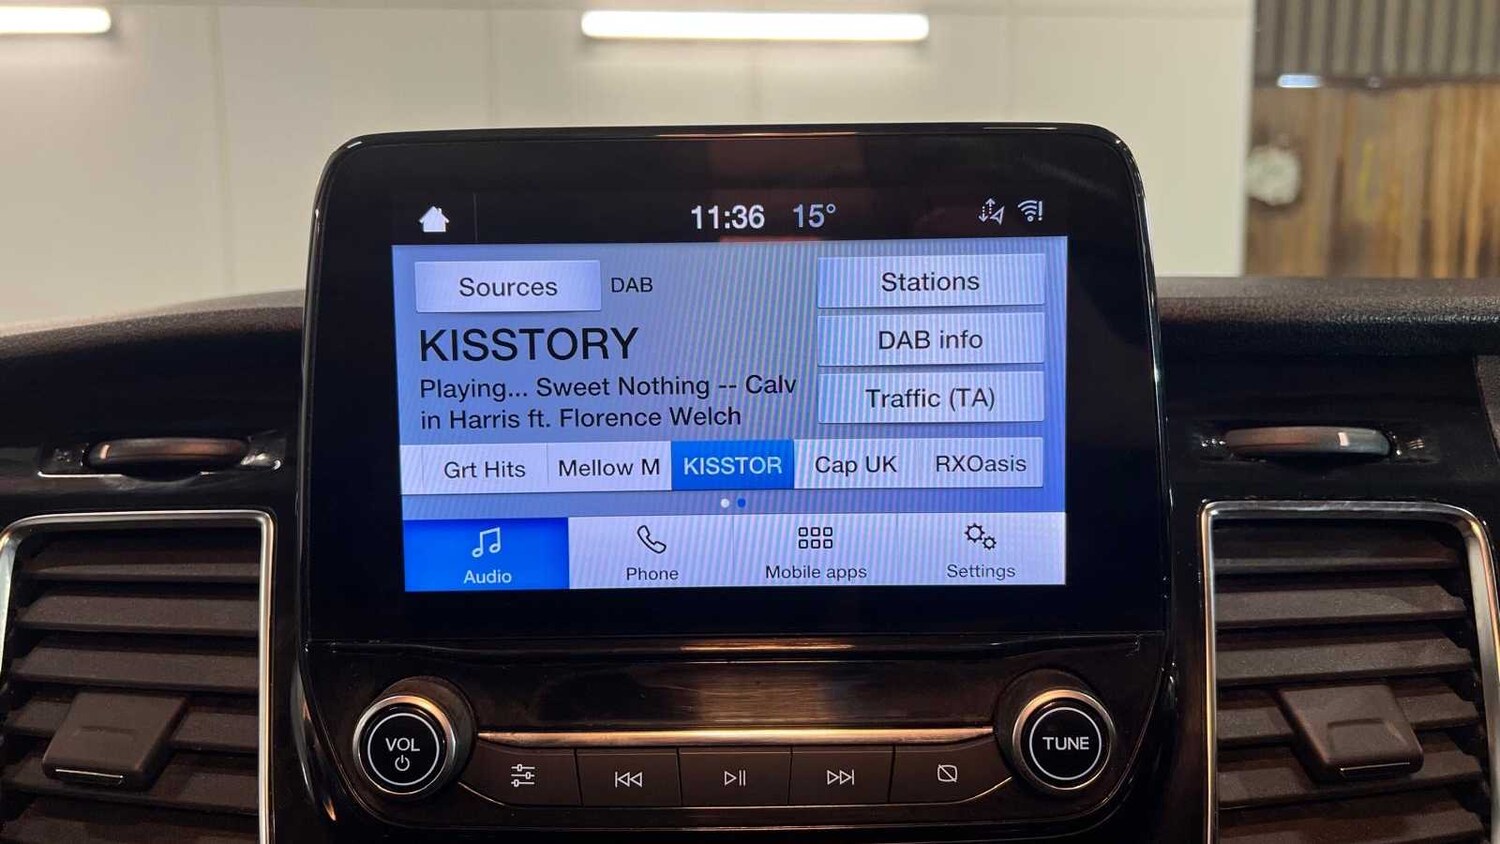 11:36 15°
Sources DAB
Stations
KISSTORY
DAB info
Playing... Sweet Nothing -- Calv
in Harris ft. Florence Welch
Traffic (TA)
Grt Hits Mellow M KISSTOR Cap UK RXOasis
Audio Phone Mobile apps Settings
VOL
TUNE